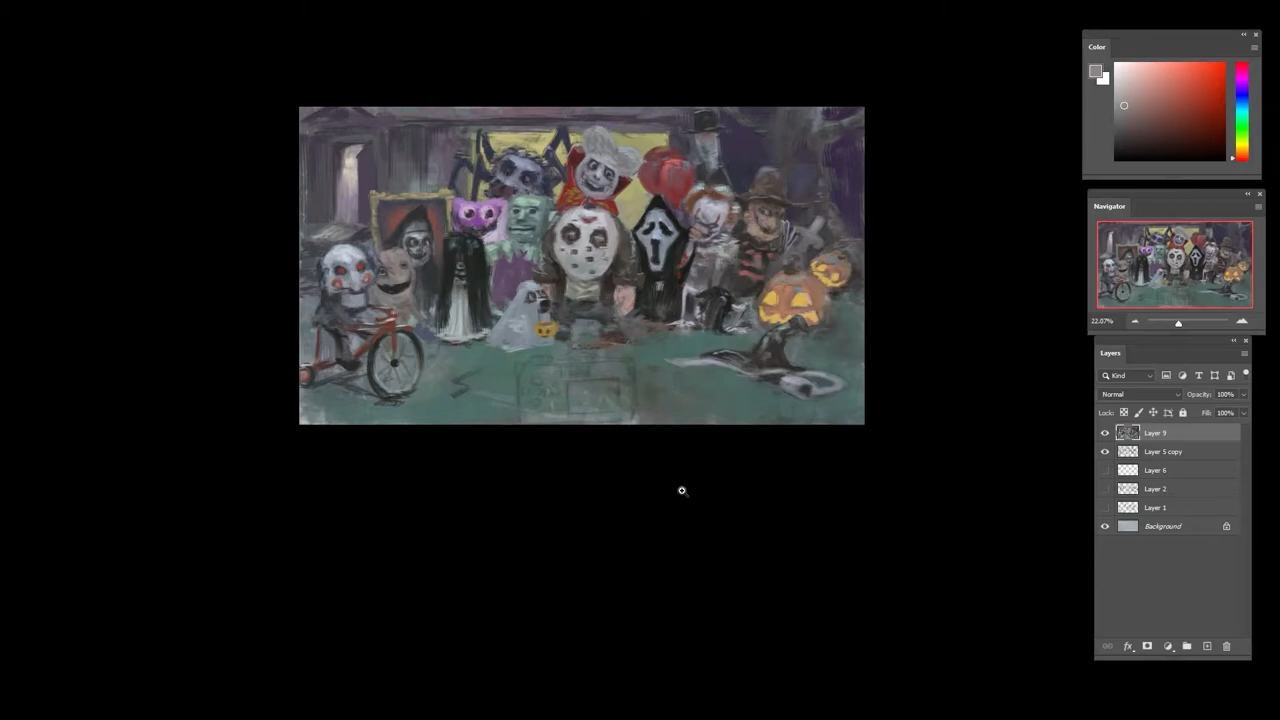 Color
Navigator
22.07%
Layers
Kind
Normal
Opacity: 100%
Lock:
Fill: 100%
Layer 9
Layer 5 copy
Layer 6
Layer 2
Layer 1
Background
fx